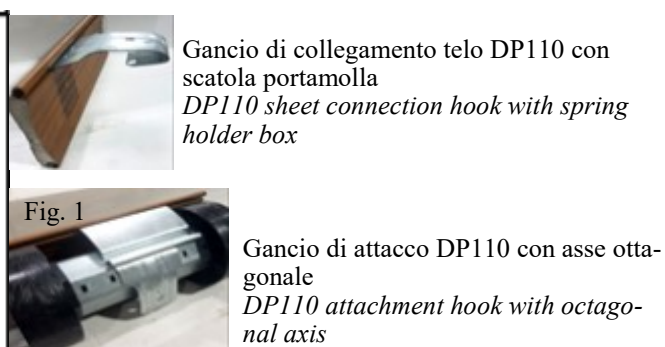 Gancio di collegamento telo DP110 con
scatola portamolla
DP110 sheet connection hook with spring
holder box
Fig. 1
Gancio di attacco DP110 con asse otta-
gonale
DP110 attachment hook with octago-
nal axis